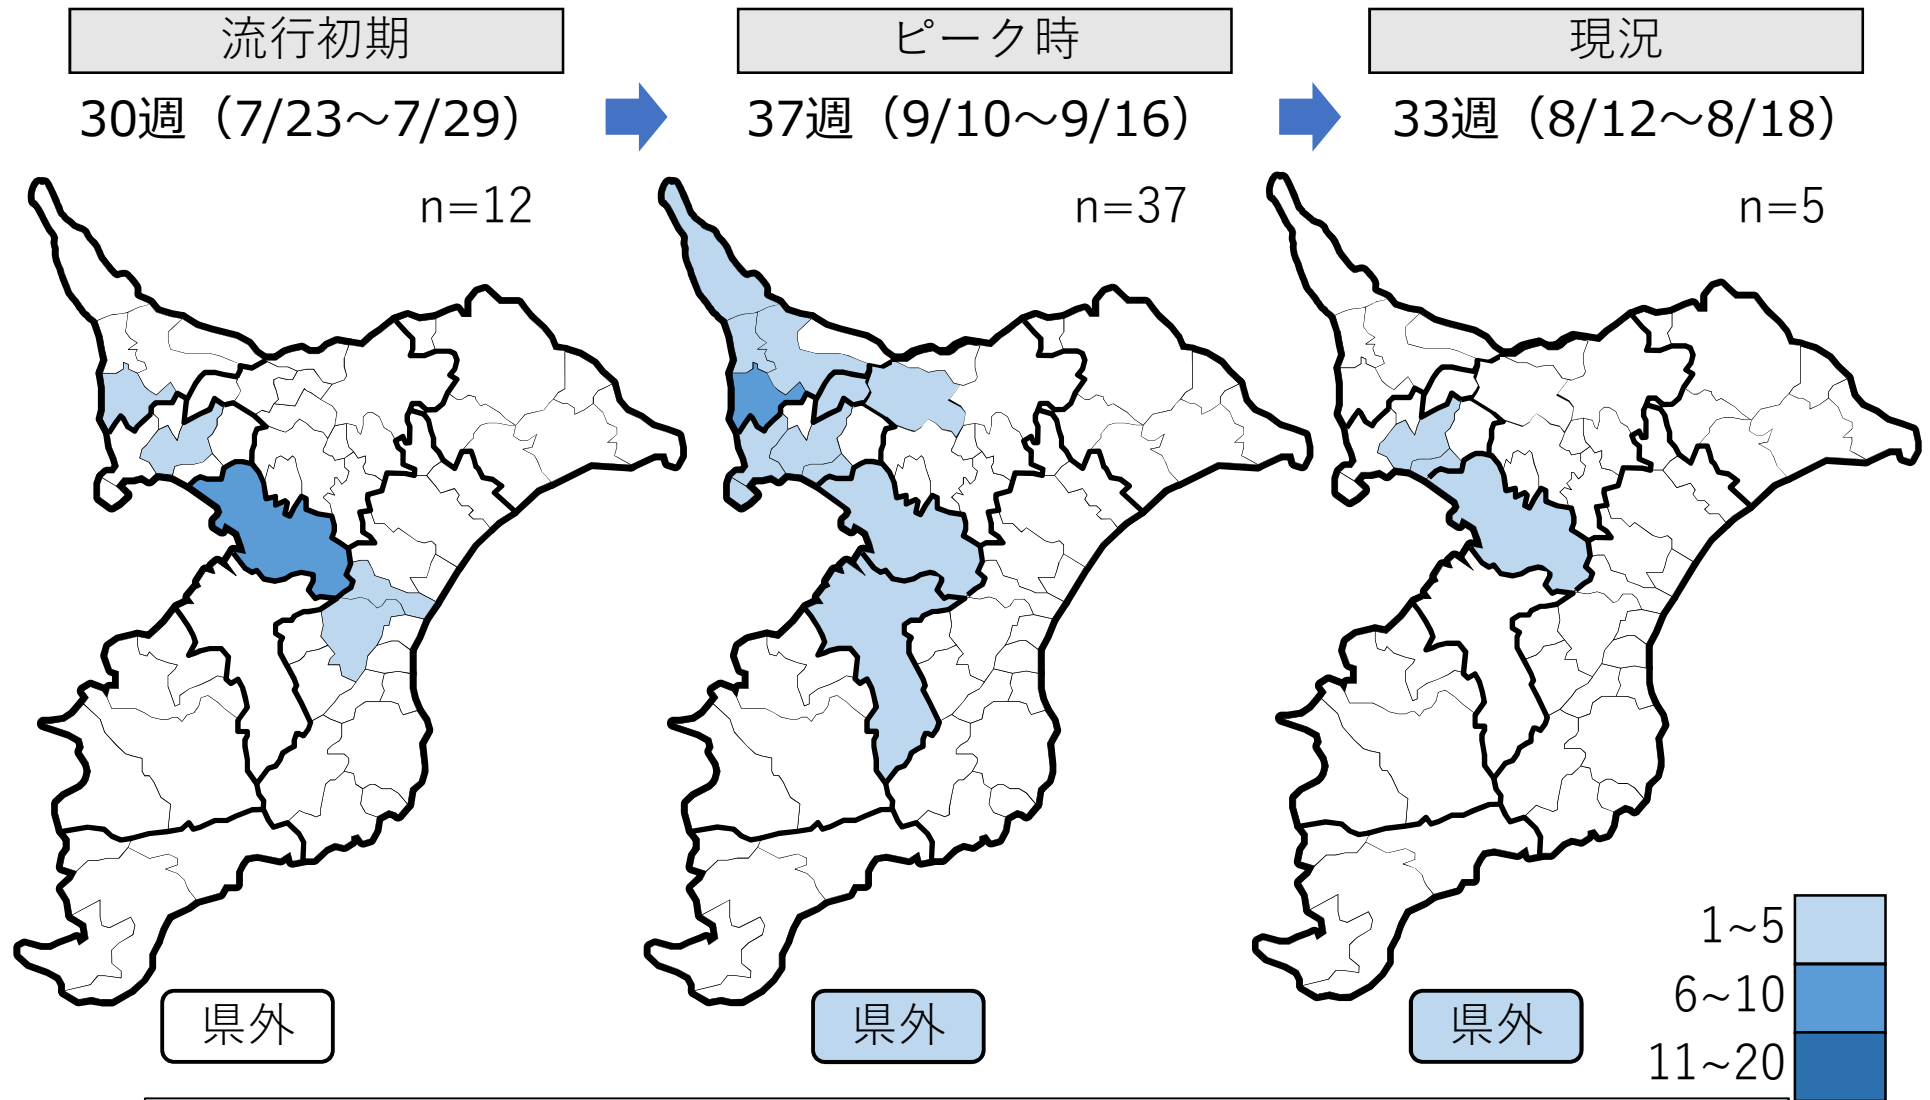 流行初期
ピーク時
現況
30週（7/23～7/29）
37週（9/10～9/16）
33週（8/12～8/18）
n=12
n=37
n=5
県外
県外
県外
1~5
6~10
11~20